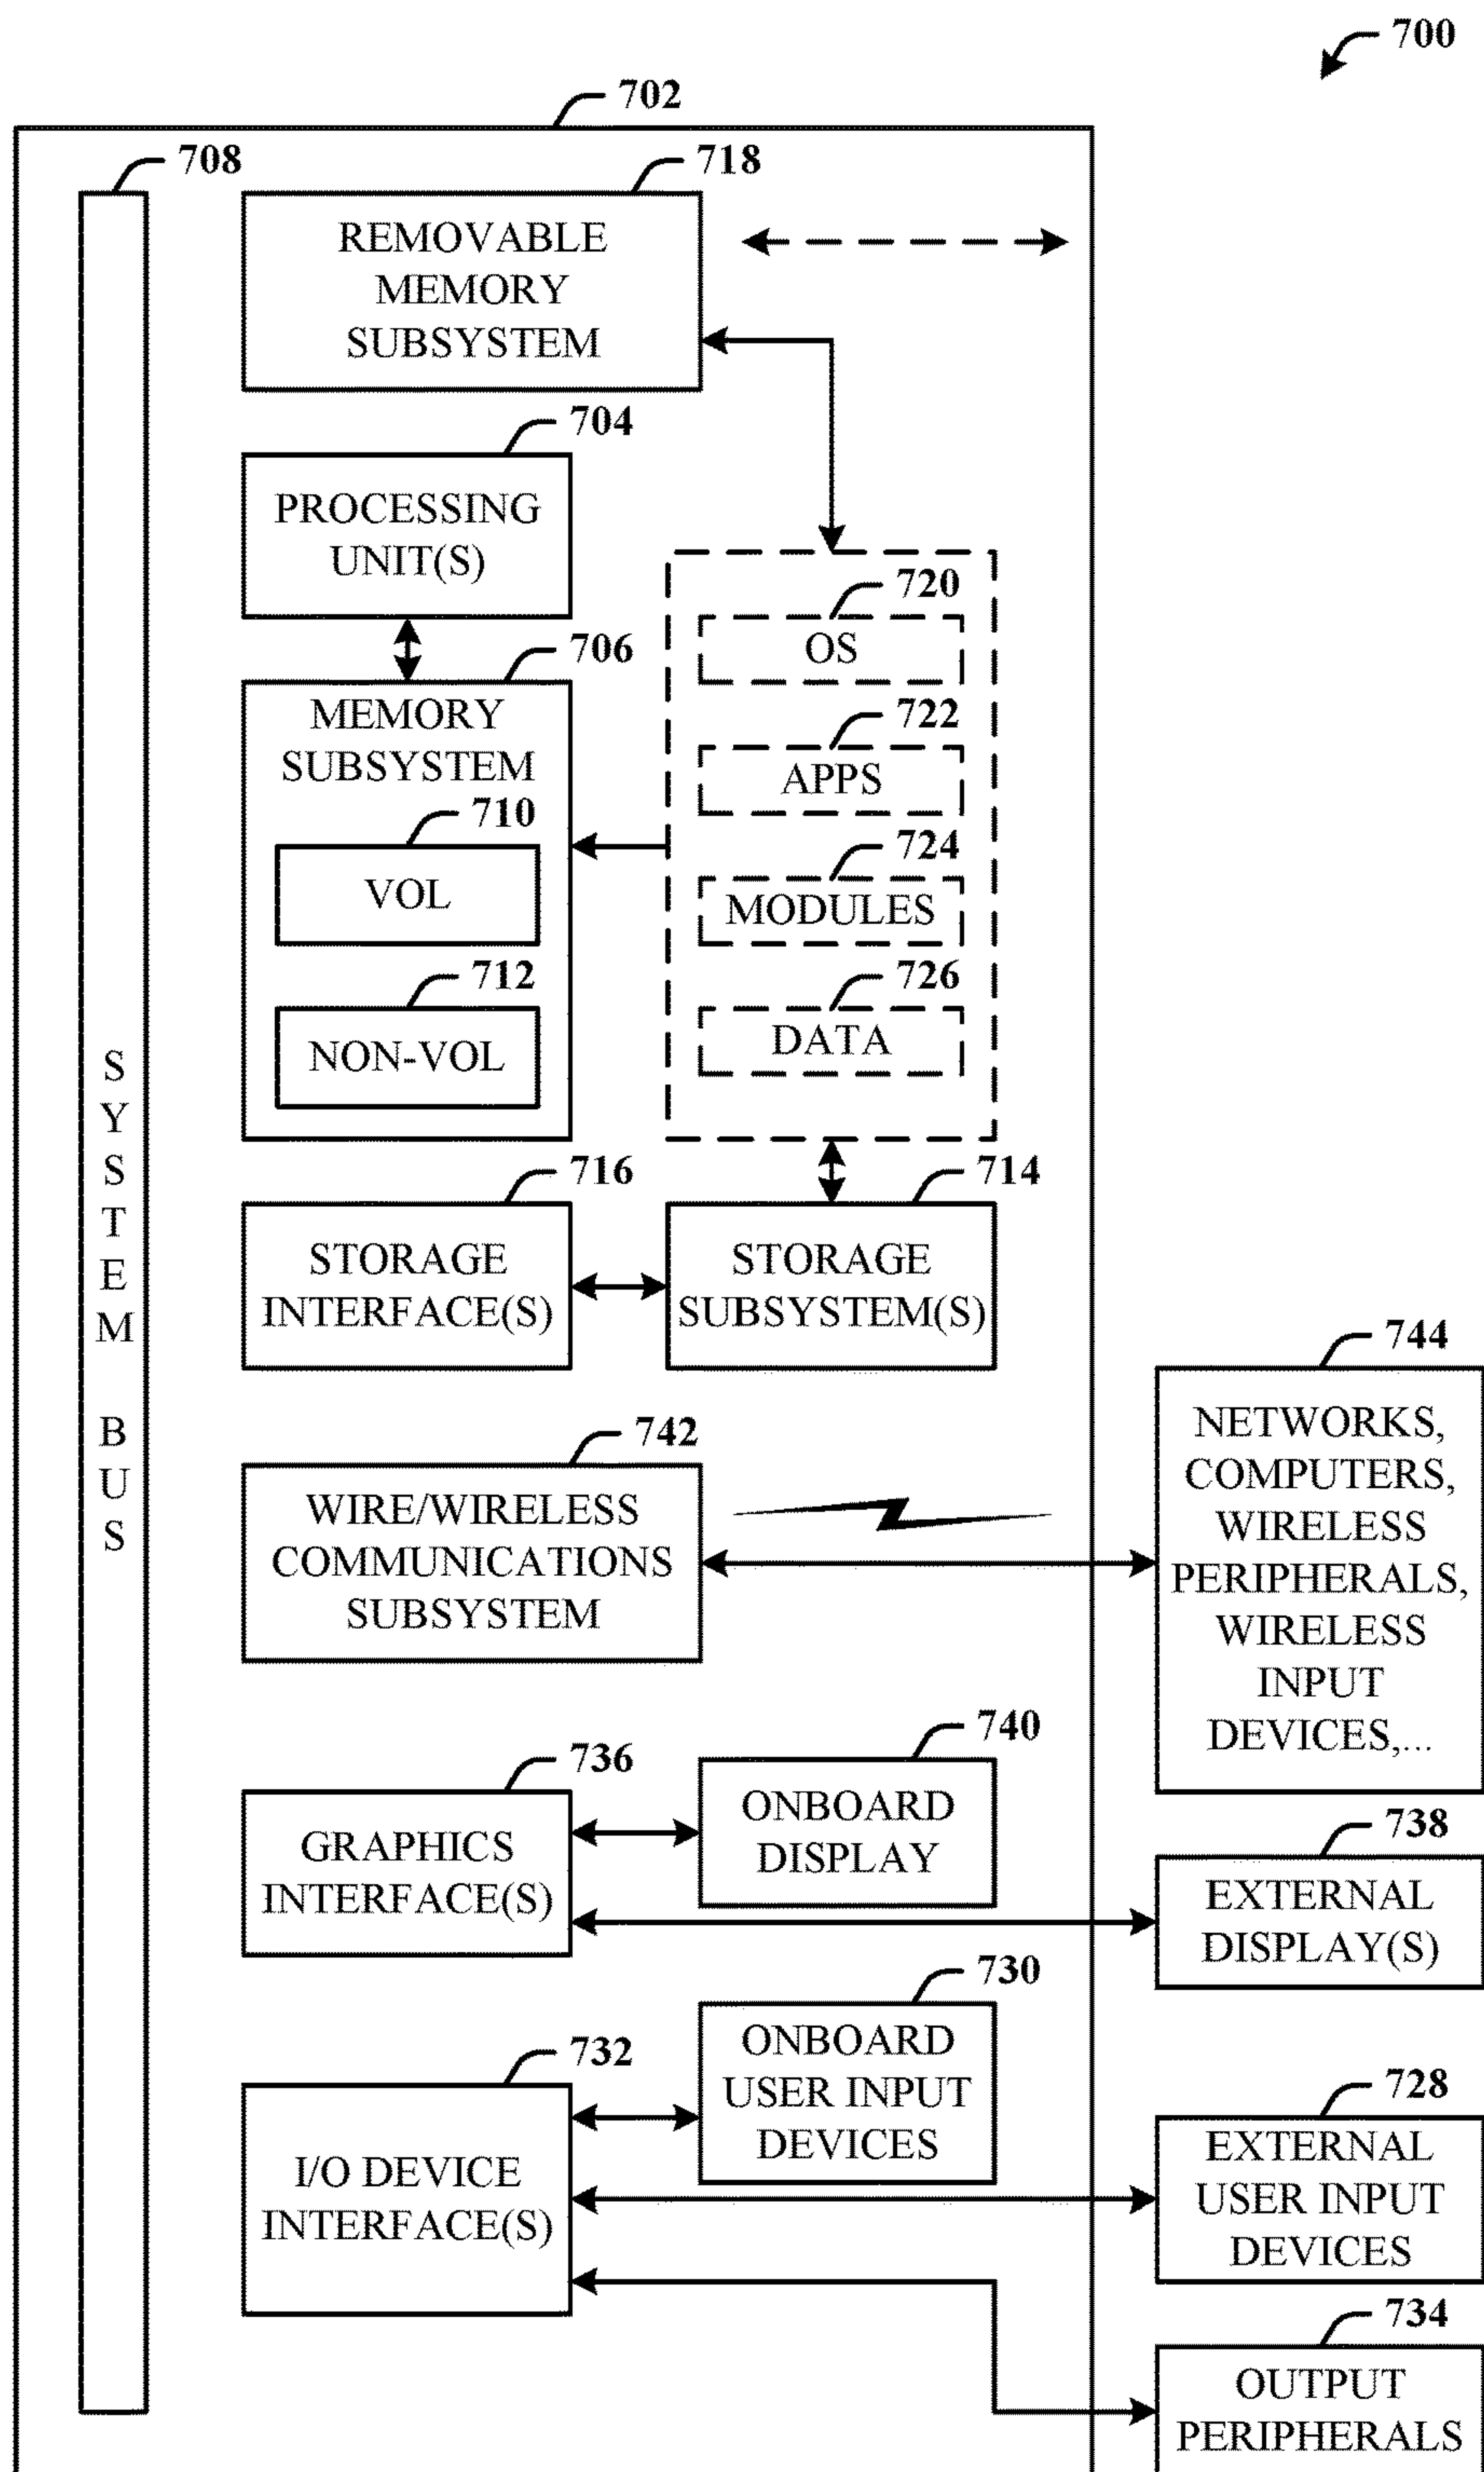 700
702
708
718
REMOVABLE
MEMORY
SUBSYSTEM
704
PROCESSING
UNIT(S)
706
MEMORY
SUBSYSTEM
710
VOL
712
NON-VOL
720
OS
722
APPS
724
MODULES
726
DATA
716
STORAGE
INTERFACE(S)
714
STORAGE
SUBSYSTEM(S)
SYSTEM BUS
742
WIRE/WIRELESS
COMMUNICATIONS
SUBSYSTEM
744
NETWORKS,
COMPUTERS,
WIRELESS
PERIPHERALS,
WIRELESS
INPUT
DEVICES,...
736
GRAPHICS
INTERFACE(S)
740
ONBOARD
DISPLAY
738
EXTERNAL
DISPLAY(S)
732
I/O DEVICE
INTERFACE(S)
730
ONBOARD
USER INPUT
DEVICES
728
EXTERNAL
USER INPUT
DEVICES
734
OUTPUT
PERIPHERALS